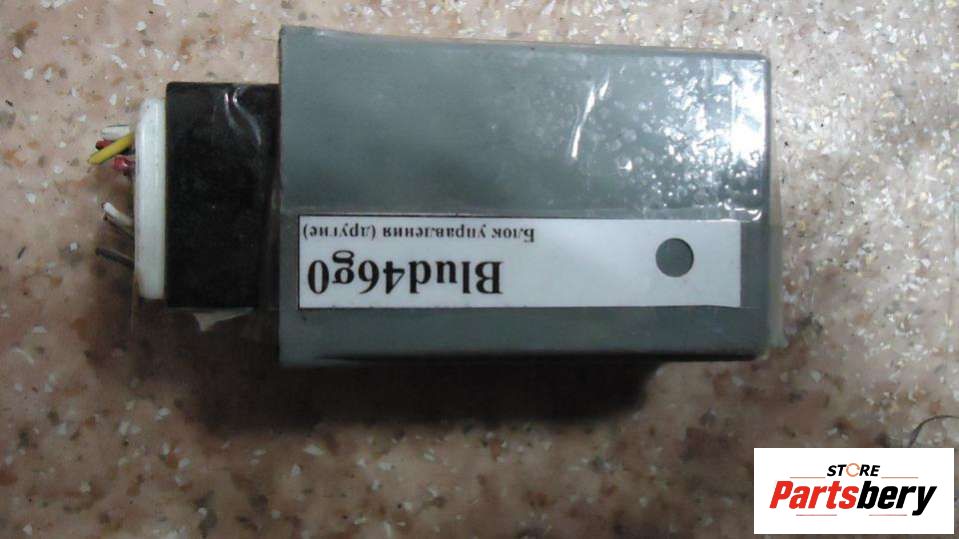 Блок управления (другие)
Blud46g0
STORE
Partsbery